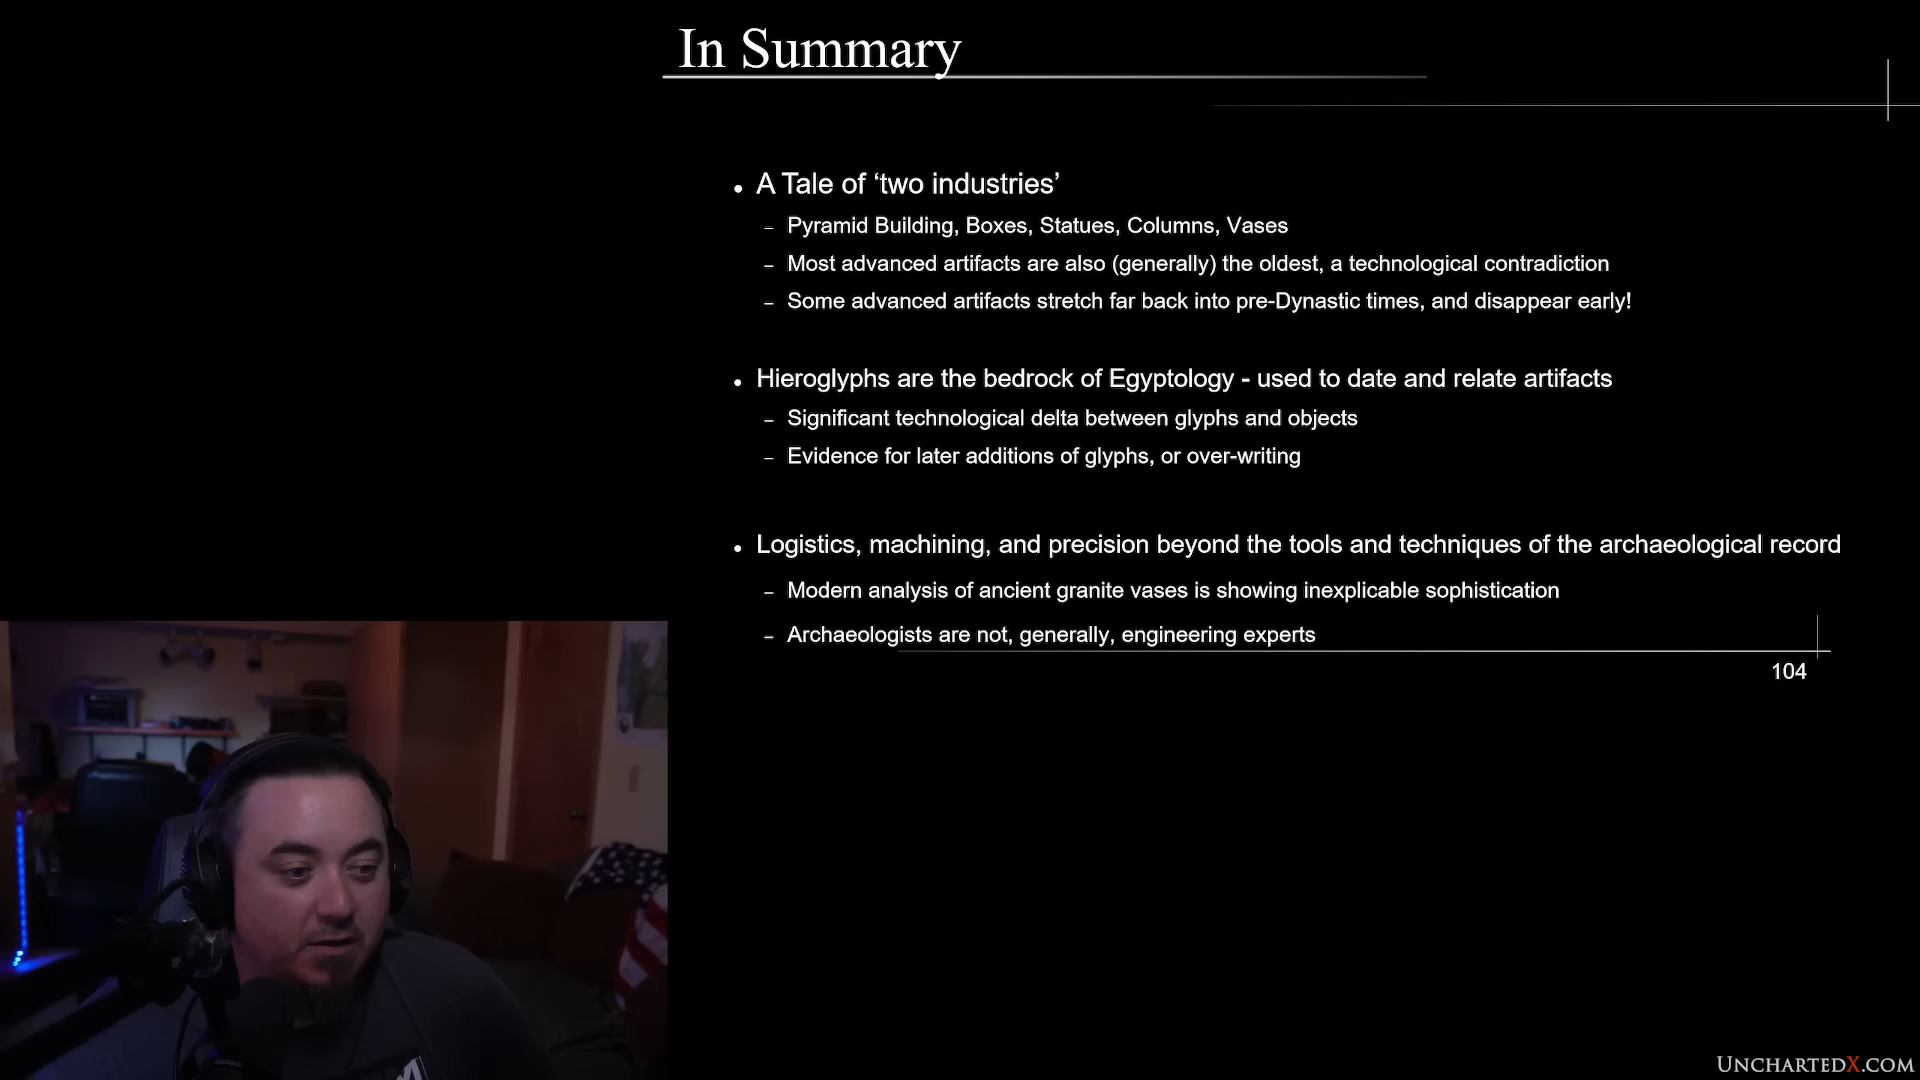 In Summary
• A Tale of ‘two industries’
– Pyramid Building, Boxes, Statues, Columns, Vases
– Most advanced artifacts are also (generally) the oldest, a technological contradiction
– Some advanced artifacts stretch far back into pre-Dynastic times, and disappear early!
• Hieroglyphs are the bedrock of Egyptology - used to date and relate artifacts
– Significant technological delta between glyphs and objects
– Evidence for later additions of glyphs, or over-writing
• Logistics, machining, and precision beyond the tools and techniques of the archaeological record
– Modern analysis of ancient granite vases is showing inexplicable sophistication
– Archaeologists are not, generally, engineering experts
104
UNCHARTEDX.COM